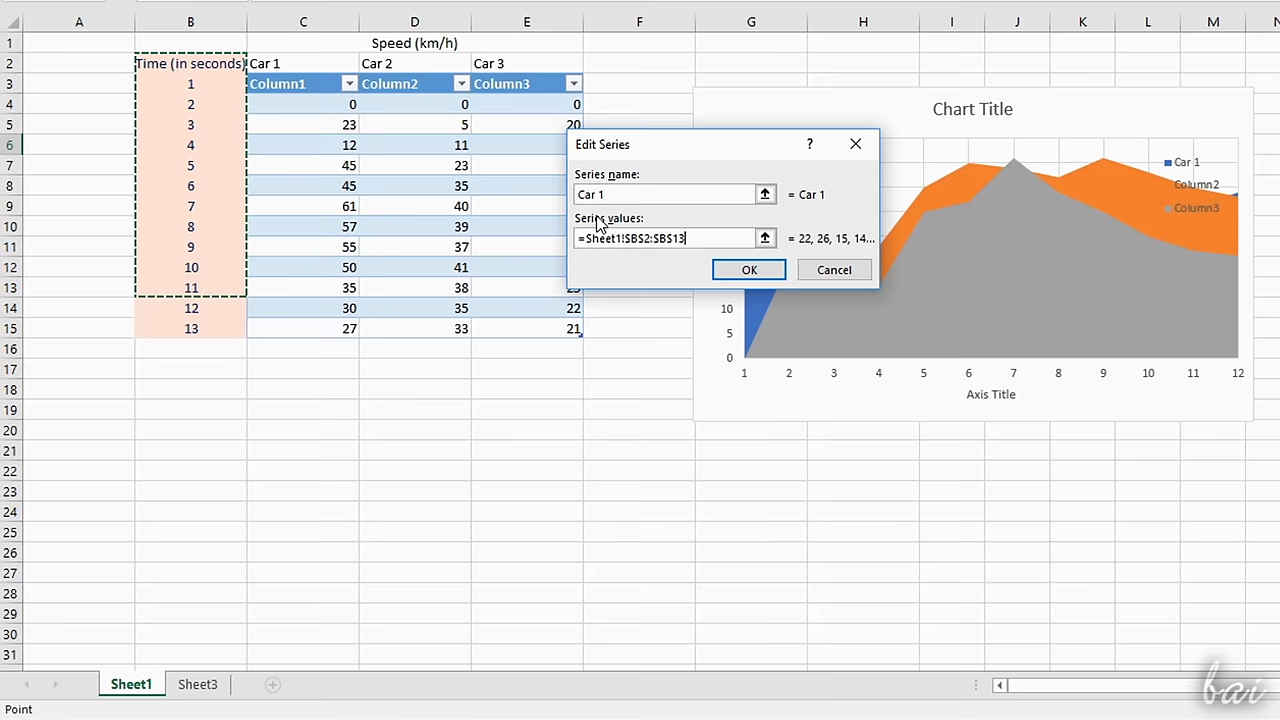 A B C D E F G H I J K L M N
1 Speed (km/h)
2 Time (in seconds) Car 1 Car 2 Car 3
3 1 Column1 Column2 Column3
4 2 0 0 0
5 3 23 5 20
6 4 12 11
7 5 45 23
8 6 45 35
9 7 61 40
10 8 57 39
11 9 55 37
12 10 50 41
13 11 35 38 23
14 12 30 35 22
15 13 27 33 21
16
17
18
19
20
21
22
23
24
25
26
27
28
29
30
31
Edit Series ?
Series name:
Car 1 = Car 1
Series values:
=Sheet1!$B$2:$B$13 = 22, 26, 15, 14...
OK Cancel
Chart Title
Car 1
Column2
Column3
10
5
0
1 2 3 4 5 6 7 8 9 10 11 12
Axis Title
Sheet1 Sheet3
Point
bai